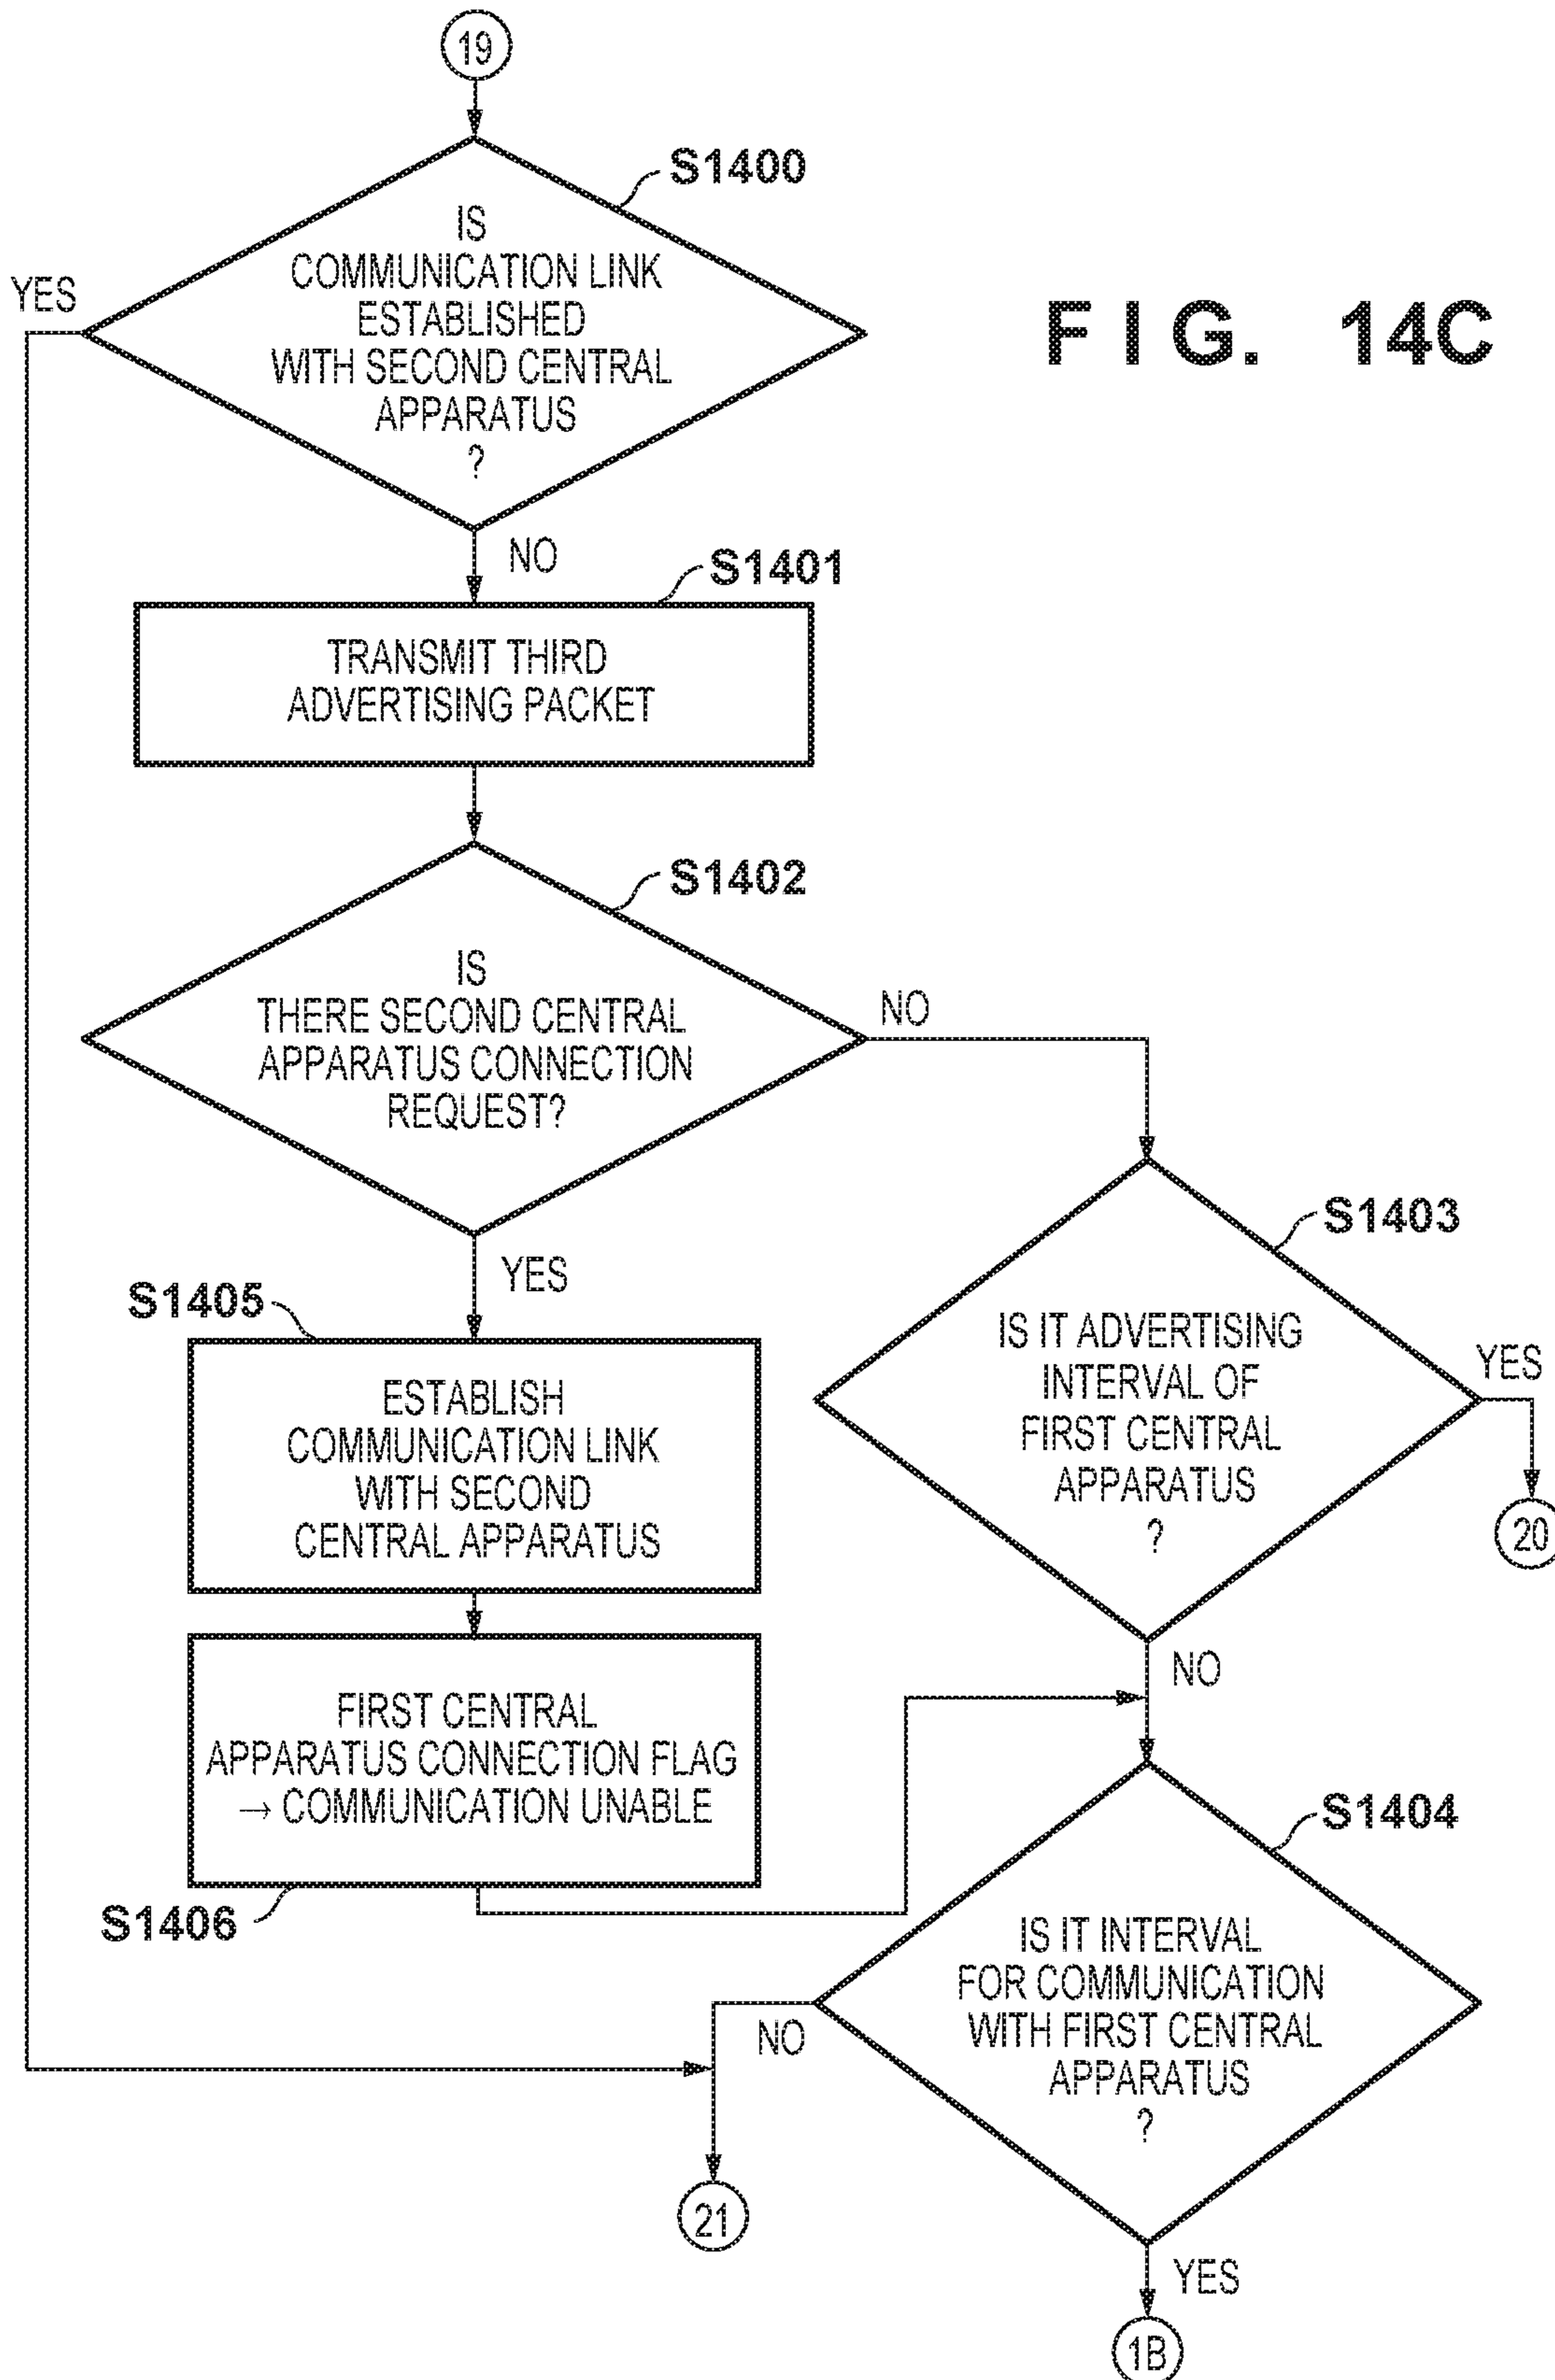 19
S1400
IS
COMMUNICATION LINK
ESTABLISHED
WITH SECOND CENTRAL
APPARATUS
?
YES
FIG. 14C
NO
S1401
TRANSMIT THIRD
ADVERTISING PACKET
S1402
IS
THERE SECOND CENTRAL
APPARATUS CONNECTION
REQUEST?
NO
YES
S1403
IS IT ADVERTISING
INTERVAL OF
FIRST CENTRAL
APPARATUS
?
YES
20
NO
S1405
ESTABLISH
COMMUNICATION LINK
WITH SECOND
CENTRAL APPARATUS
FIRST CENTRAL
APPARATUS CONNECTION FLAG
→ COMMUNICATION UNABLE
S1406
S1404
IS IT INTERVAL
FOR COMMUNICATION
WITH FIRST CENTRAL
APPARATUS
?
NO
21
YES
1B